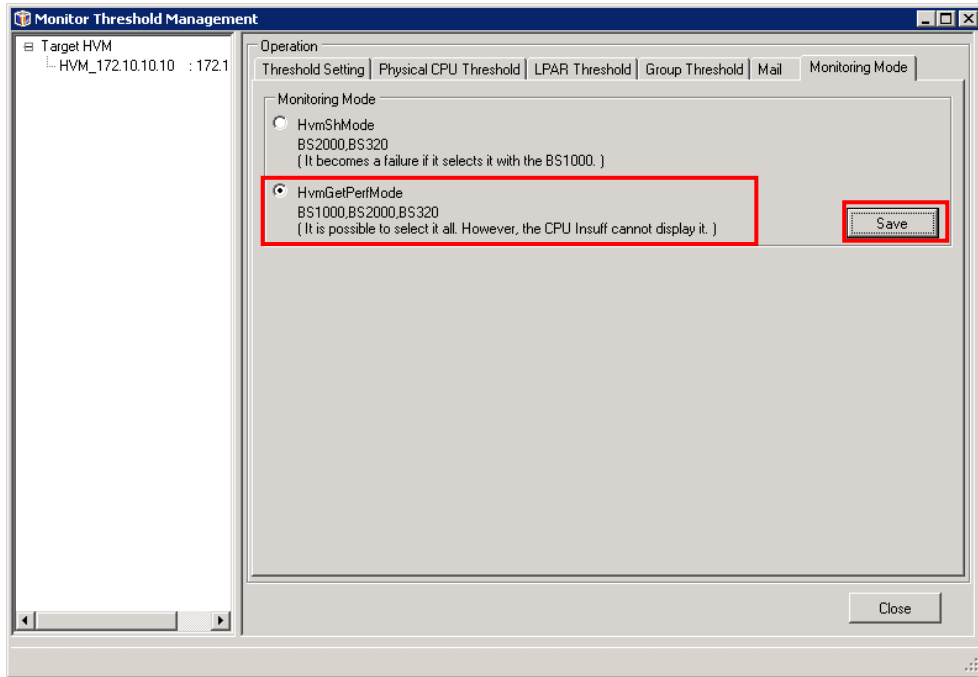 Monitor Threshold Management
Target HVM
HVM_172.10.10.10 : 172.1
Operation
Threshold Setting Physical CPU Threshold LPAR Threshold Group Threshold Mail Monitoring Mode
Monitoring Mode
HvmShMode
BS2000,BS320
( It becomes a failure if it selects it with the BS1000. )
HvmGetPerfMode
BS1000,BS2000,BS320
( It is possible to select it all. However, the CPU Insuff cannot display it. )
Save
Close